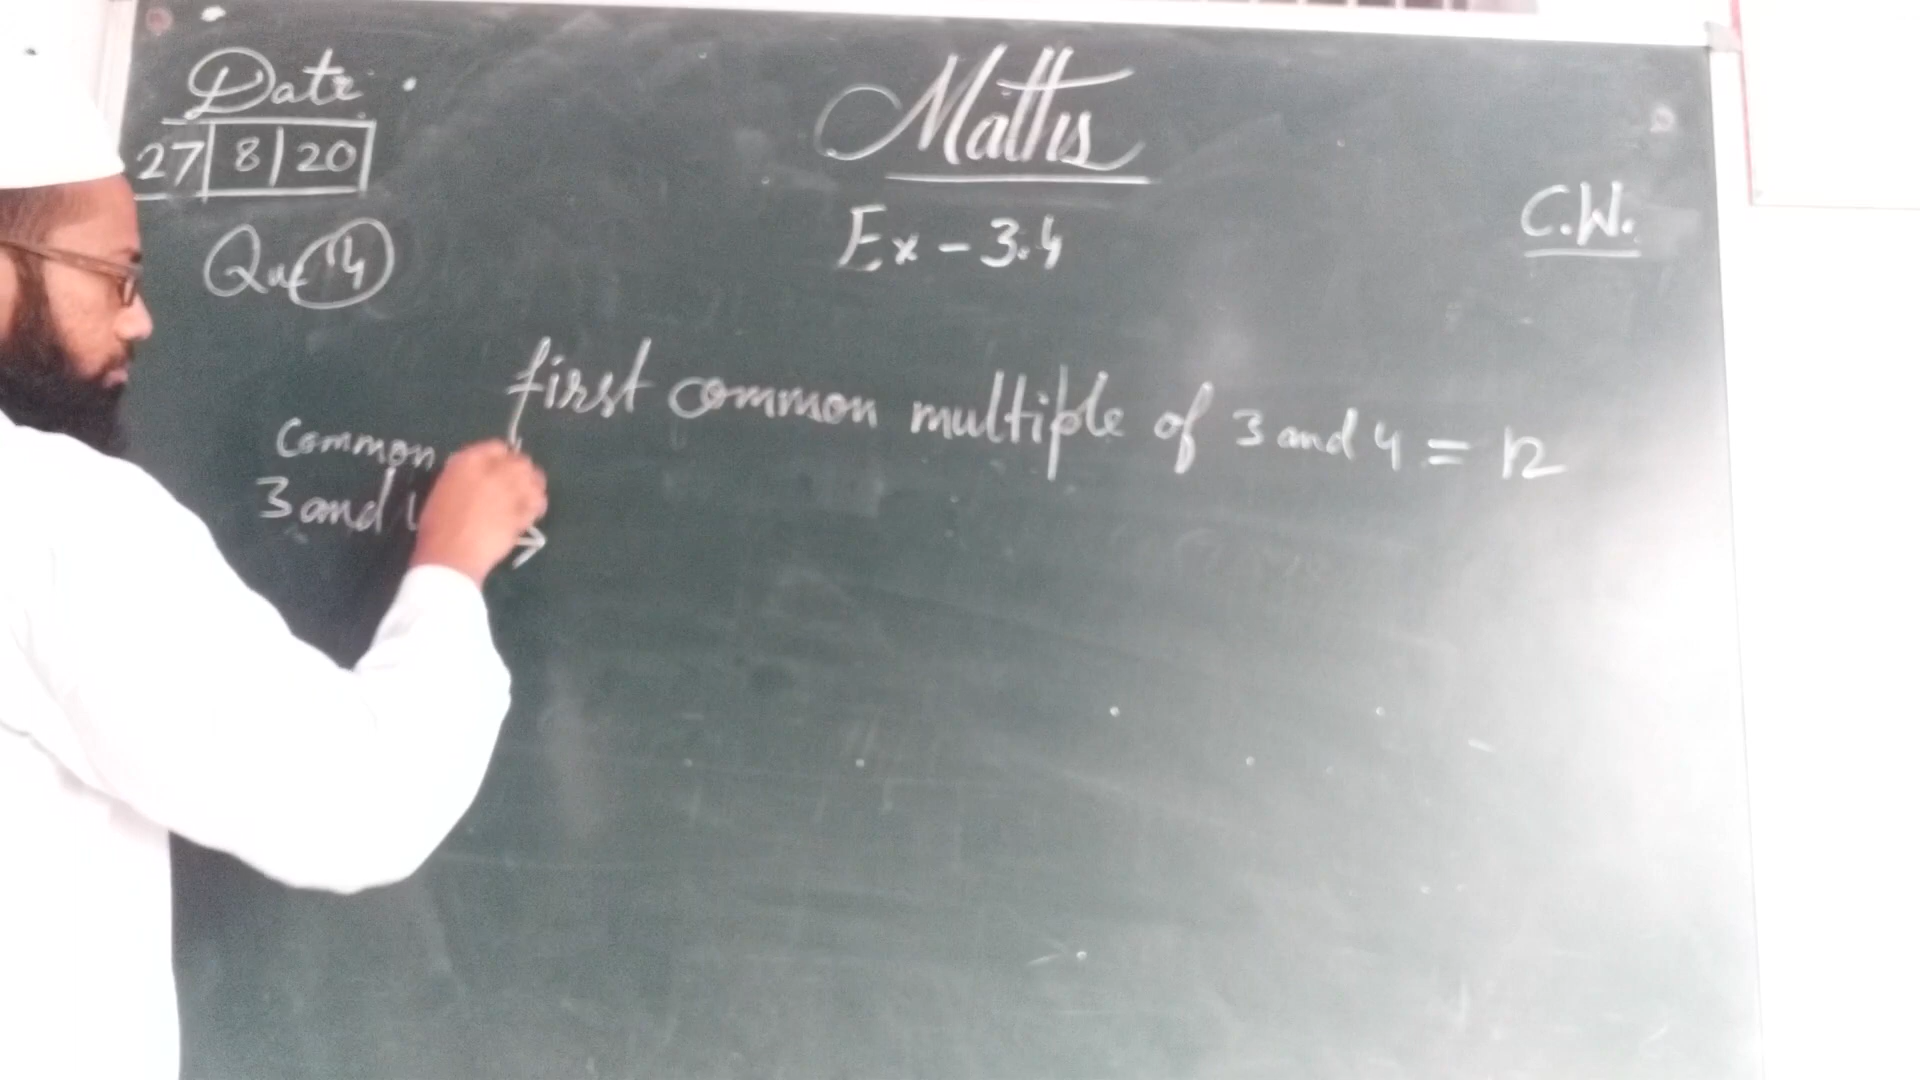 Date
27 | 8 | 20
Maths
Ex - 3.4
C.W.
Que 4
first common multiple of 3 and 4 = 12
Common
3 and